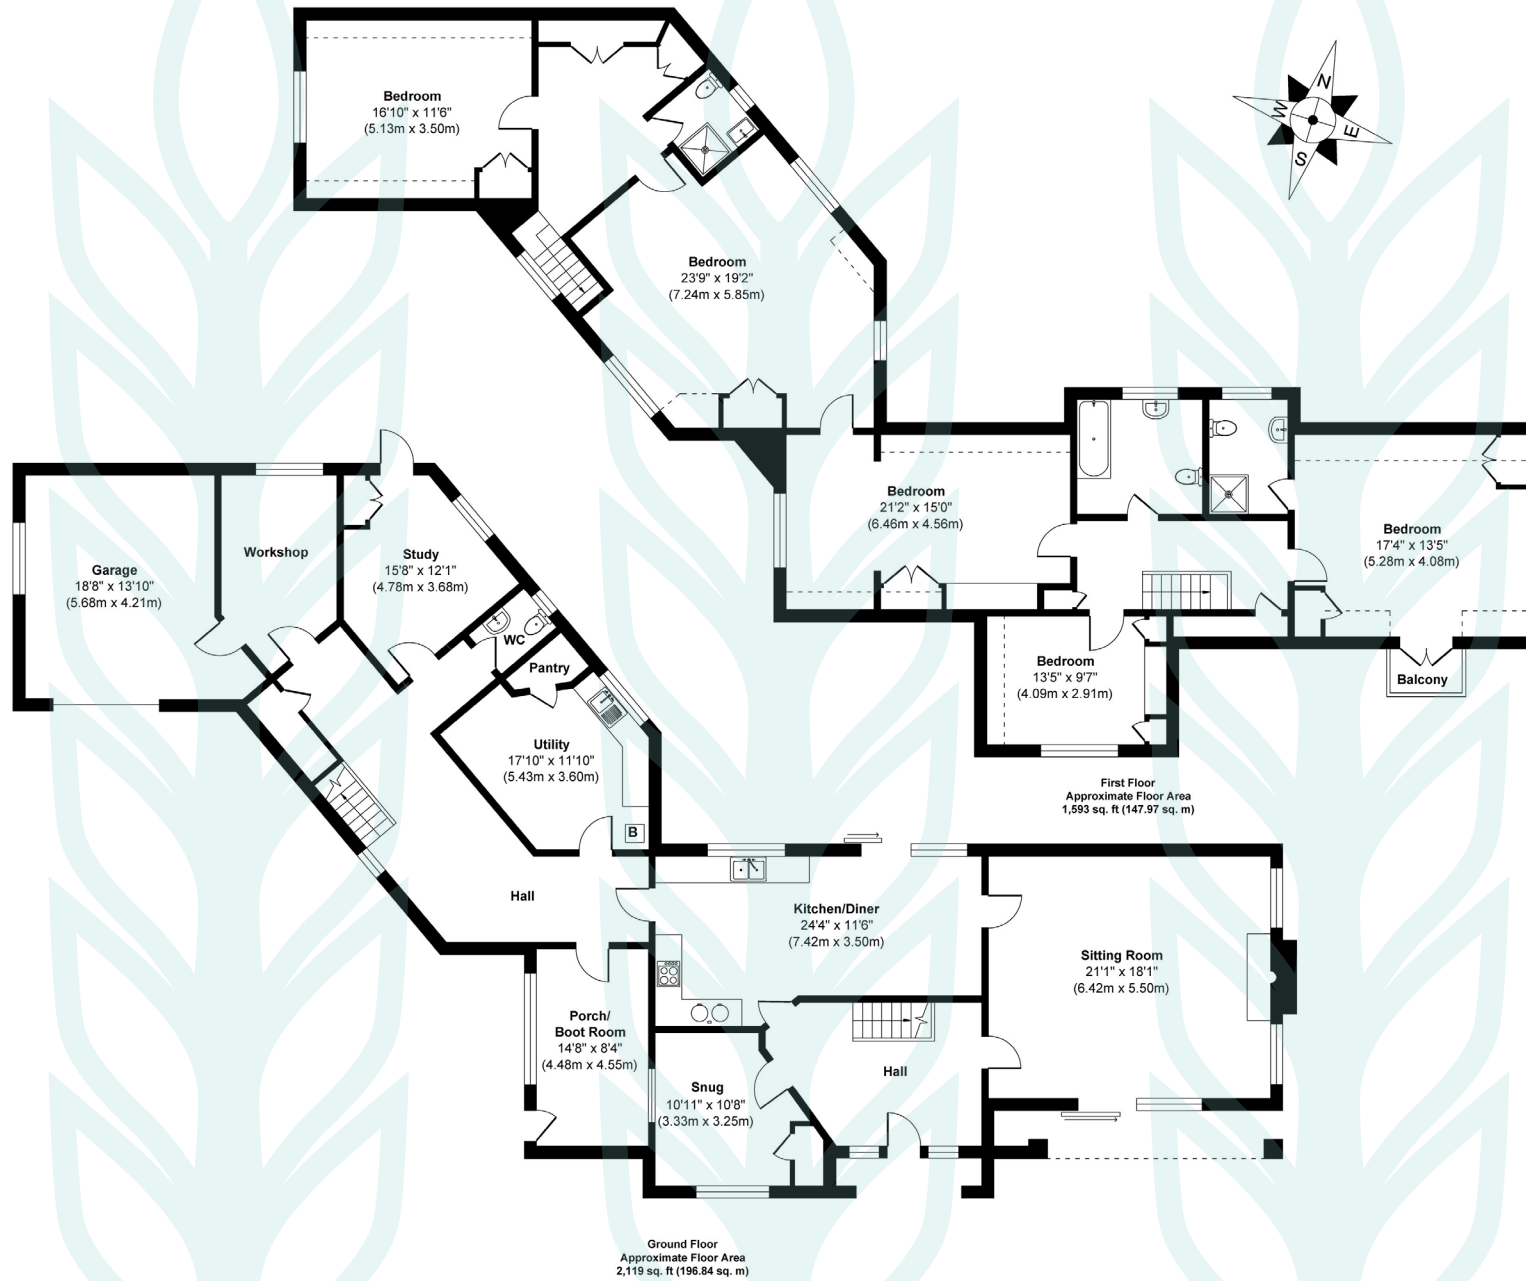 Bedroom
16'10" x 11'6"
(5.13m x 3.50m)
N
W
E
S
Bedroom
23'9" x 19'2"
(7.24m x 5.85m)
Bedroom
21'2" x 15'0"
(6.46m x 4.56m)
Bedroom
17'4" x 13'5"
(5.28m x 4.08m)
Bedroom
13'5" x 9'7"
(4.09m x 2.91m)
Balcony
First Floor
Approximate Floor Area
1,593 sq. ft (147.97 sq. m)
Garage
18'8" x 13'10"
(5.68m x 4.21m)
Workshop
Study
15'8" x 12'1"
(4.78m x 3.68m)
WC
Pantry
Utility
17'10" x 11'10"
(5.43m x 3.60m)
B
Hall
Kitchen/Diner
24'4" x 11'6"
(7.42m x 3.50m)
Sitting Room
21'1" x 18'1"
(6.42m x 5.50m)
Porch/
Boot Room
14'8" x 8'4"
(4.48m x 4.55m)
Snug
10'11" x 10'8"
(3.33m x 3.25m)
Hall
Ground Floor
Approximate Floor Area
2,119 sq. ft (196.84 sq. m)